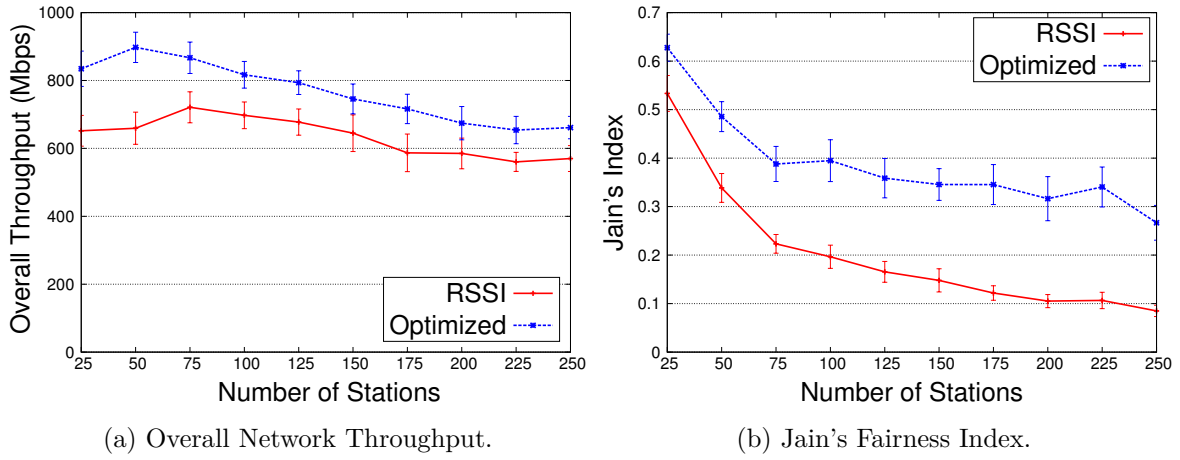 Overall Throughput (Mbps)
1000
800
600
400
200
0
RSSI
Optimized
25 50 75 100 125 150 175 200 225 250
Number of Stations
(a) Overall Network Throughput.
Jain's Index
0.7
0.6
0.5
0.4
0.3
0.2
0.1
0
RSSI
Optimized
25 50 75 100 125 150 175 200 225 250
Number of Stations
(b) Jain's Fairness Index.